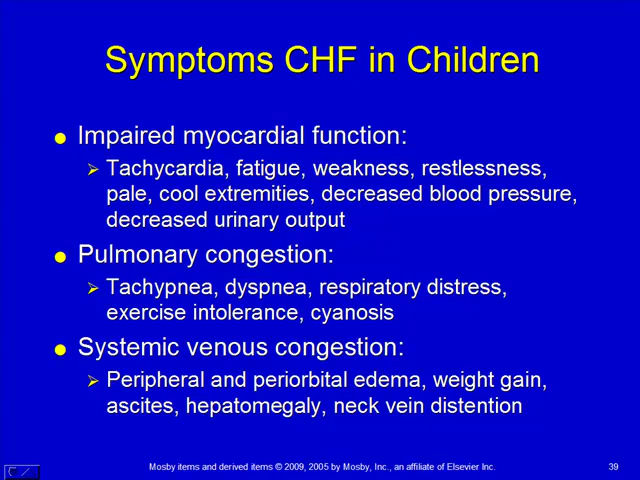 Symptoms CHF in Children
Impaired myocardial function:
Tachycardia, fatigue, weakness, restlessness,
pale, cool extremities, decreased blood pressure,
decreased urinary output
Pulmonary congestion:
Tachypnea, dyspnea, respiratory distress,
exercise intolerance, cyanosis
Systemic venous congestion:
Peripheral and periorbital edema, weight gain,
ascites, hepatomegaly, neck vein distention
Mosby items and derived items © 2009, 2005 by Mosby, Inc., an affiliate of Elsevier Inc.
39